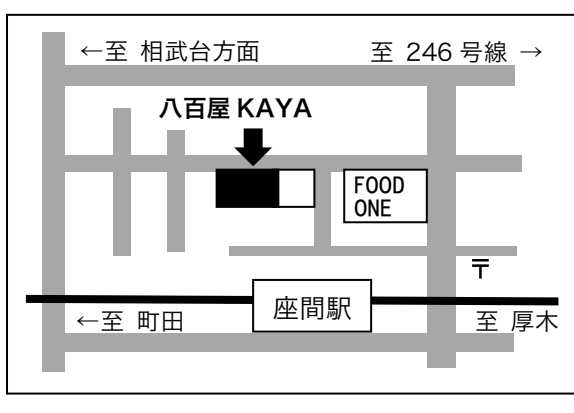 ←至 相武台方面
至 246 号線 →
八百屋 KAYA
FOOD
ONE
〒
座間駅
←至 町田
至 厚木